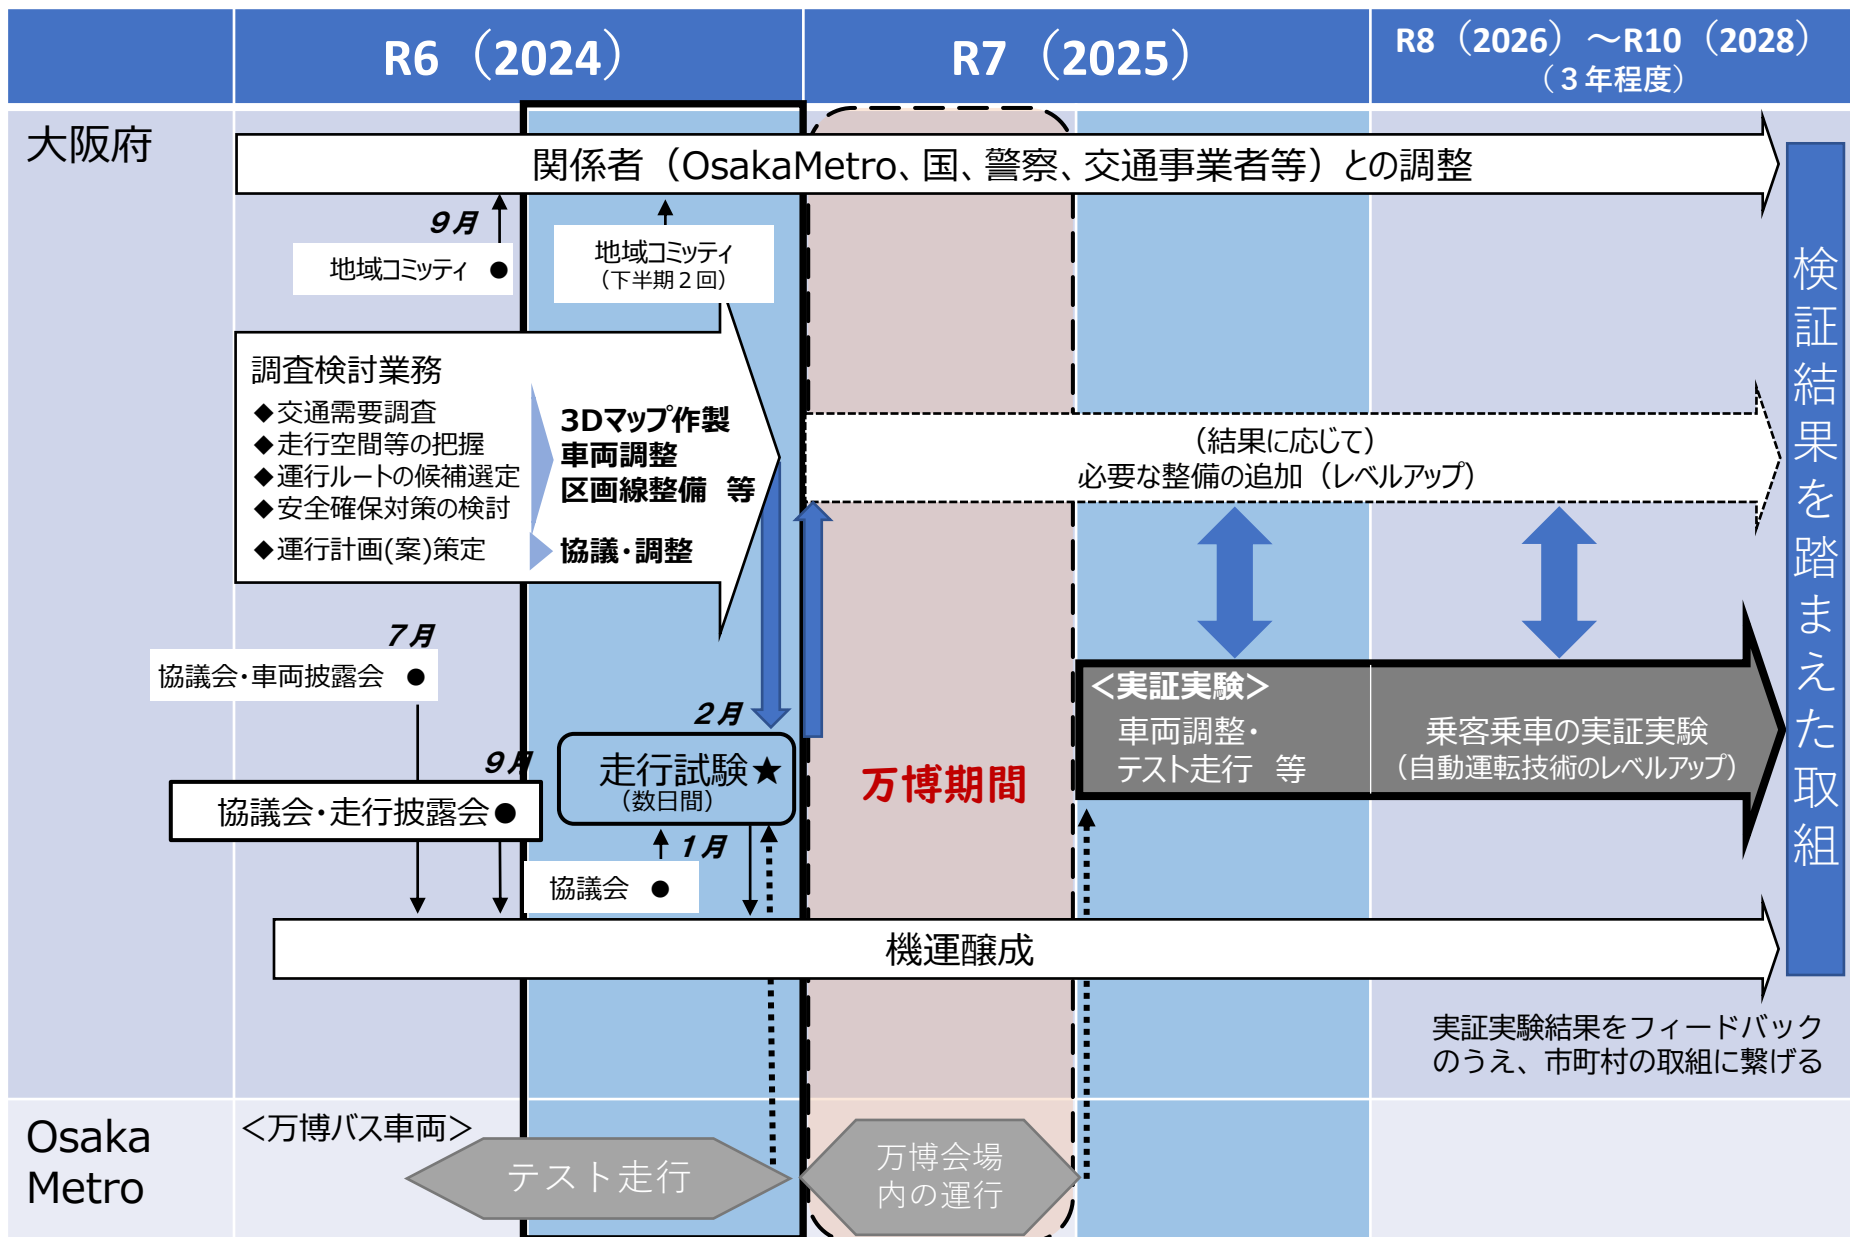 R6（2024）
R7（2025）
R8（2026）～R10（2028）
（３年程度）
大阪府
関係者（OsakaMetro、国、警察、交通事業者等）との調整
９月
地域コミッティ ●
地域コミッティ
（下半期２回）
調査検討業務
◆交通需要調査
◆走行空間等の把握
◆運行ルートの候補選定
◆安全確保対策の検討
◆運行計画(案)策定
3Dマップ作製
車両調整
区画線整備　等
協議・調整
（結果に応じて）
必要な整備の追加（レベルアップ）
７月
協議会・車両披露会 ●
９月
協議会・走行披露会●
２月
走行試験★
（数日間）
１月
協議会 ●
万博期間
＜実証実験＞
車両調整・
テスト走行　等
乗客乗車の実証実験
（自動運転技術のレベルアップ）
機運醸成
検証結果を踏まえた取組
実証実験結果をフィードバック
のうえ、市町村の取組に繋げる
Osaka
Metro
＜万博バス車両＞
テスト走行
万博会場
内の運行